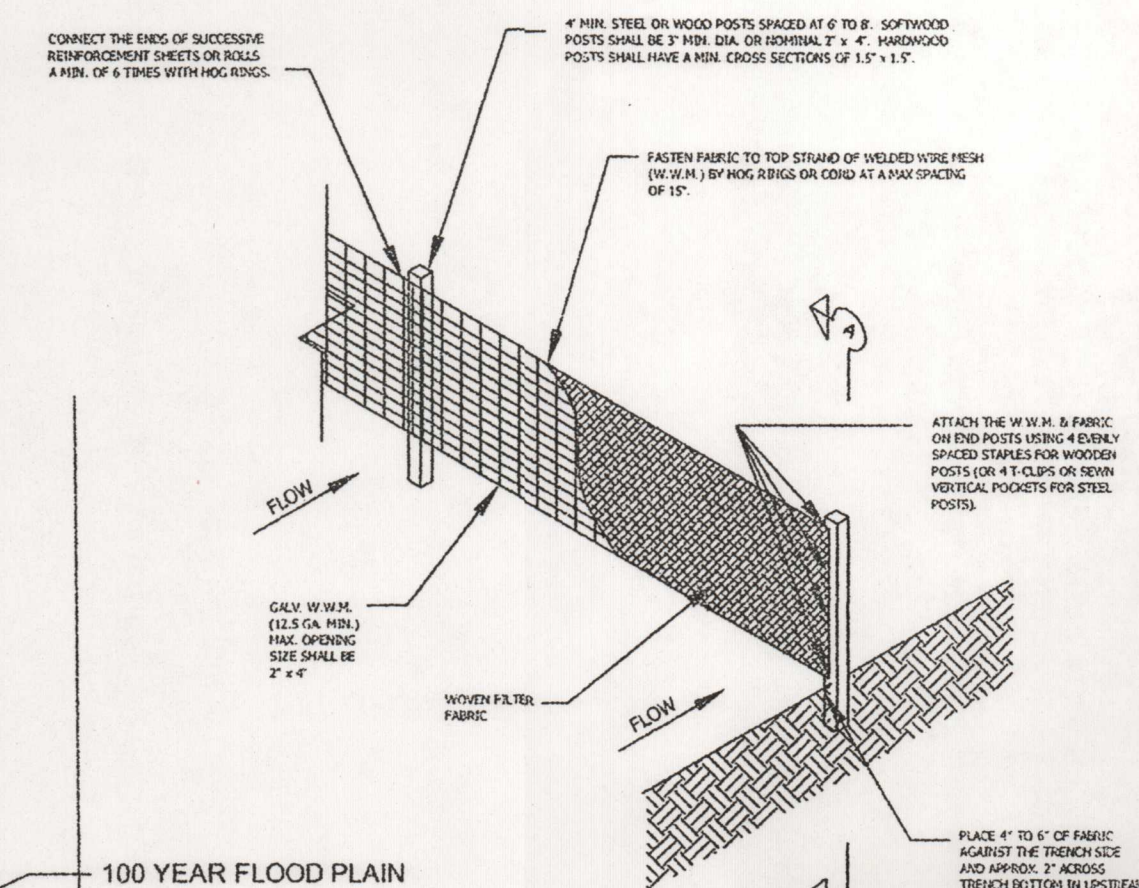 CONNECT THE ENDS OF SUCCESSIVE
REINFORCEMENT SHEETS OR ROLLS
A MIN. OF 6 TIMES WITH HOG RINGS.
4' MIN. STEEL OR WOOD POSTS SPACED AT 6' TO 8'. SOFTWOOD
POSTS SHALL BE 3" MIN. DIA. OR NOMINAL 2" x 4". HARDWOOD
POSTS SHALL HAVE A MIN. CROSS SECTIONS OF 1.5" x 1.5".
FASTEN FABRIC TO TOP STRAND OF WELDED WIRE MESH
(W.W.M.) BY HOG RINGS OR CORD AT A MAX SPACING
OF 15".
A
ATTACH THE W.W.M. & FABRIC
ON END POSTS USING 4 EVENLY
SPACED STAPLES FOR WOODEN
POSTS (OR 4 T-CLIPS OR SEWN
VERTICAL POCKETS FOR STEEL
POSTS).
FLOW
GALV. W.W.M.
(12.5 GA. MIN.)
MAX. OPENING
SIZE SHALL BE
2" x 4"
WOVEN FILTER
FABRIC
FLOW
PLACE 4" TO 6" OF FABRIC
AGAINST THE TRENCH SIDE
AND APPROX. 2" ACROSS
TRENCH BOTTOM IN UPSTREAM
100 YEAR FLOOD PLAIN